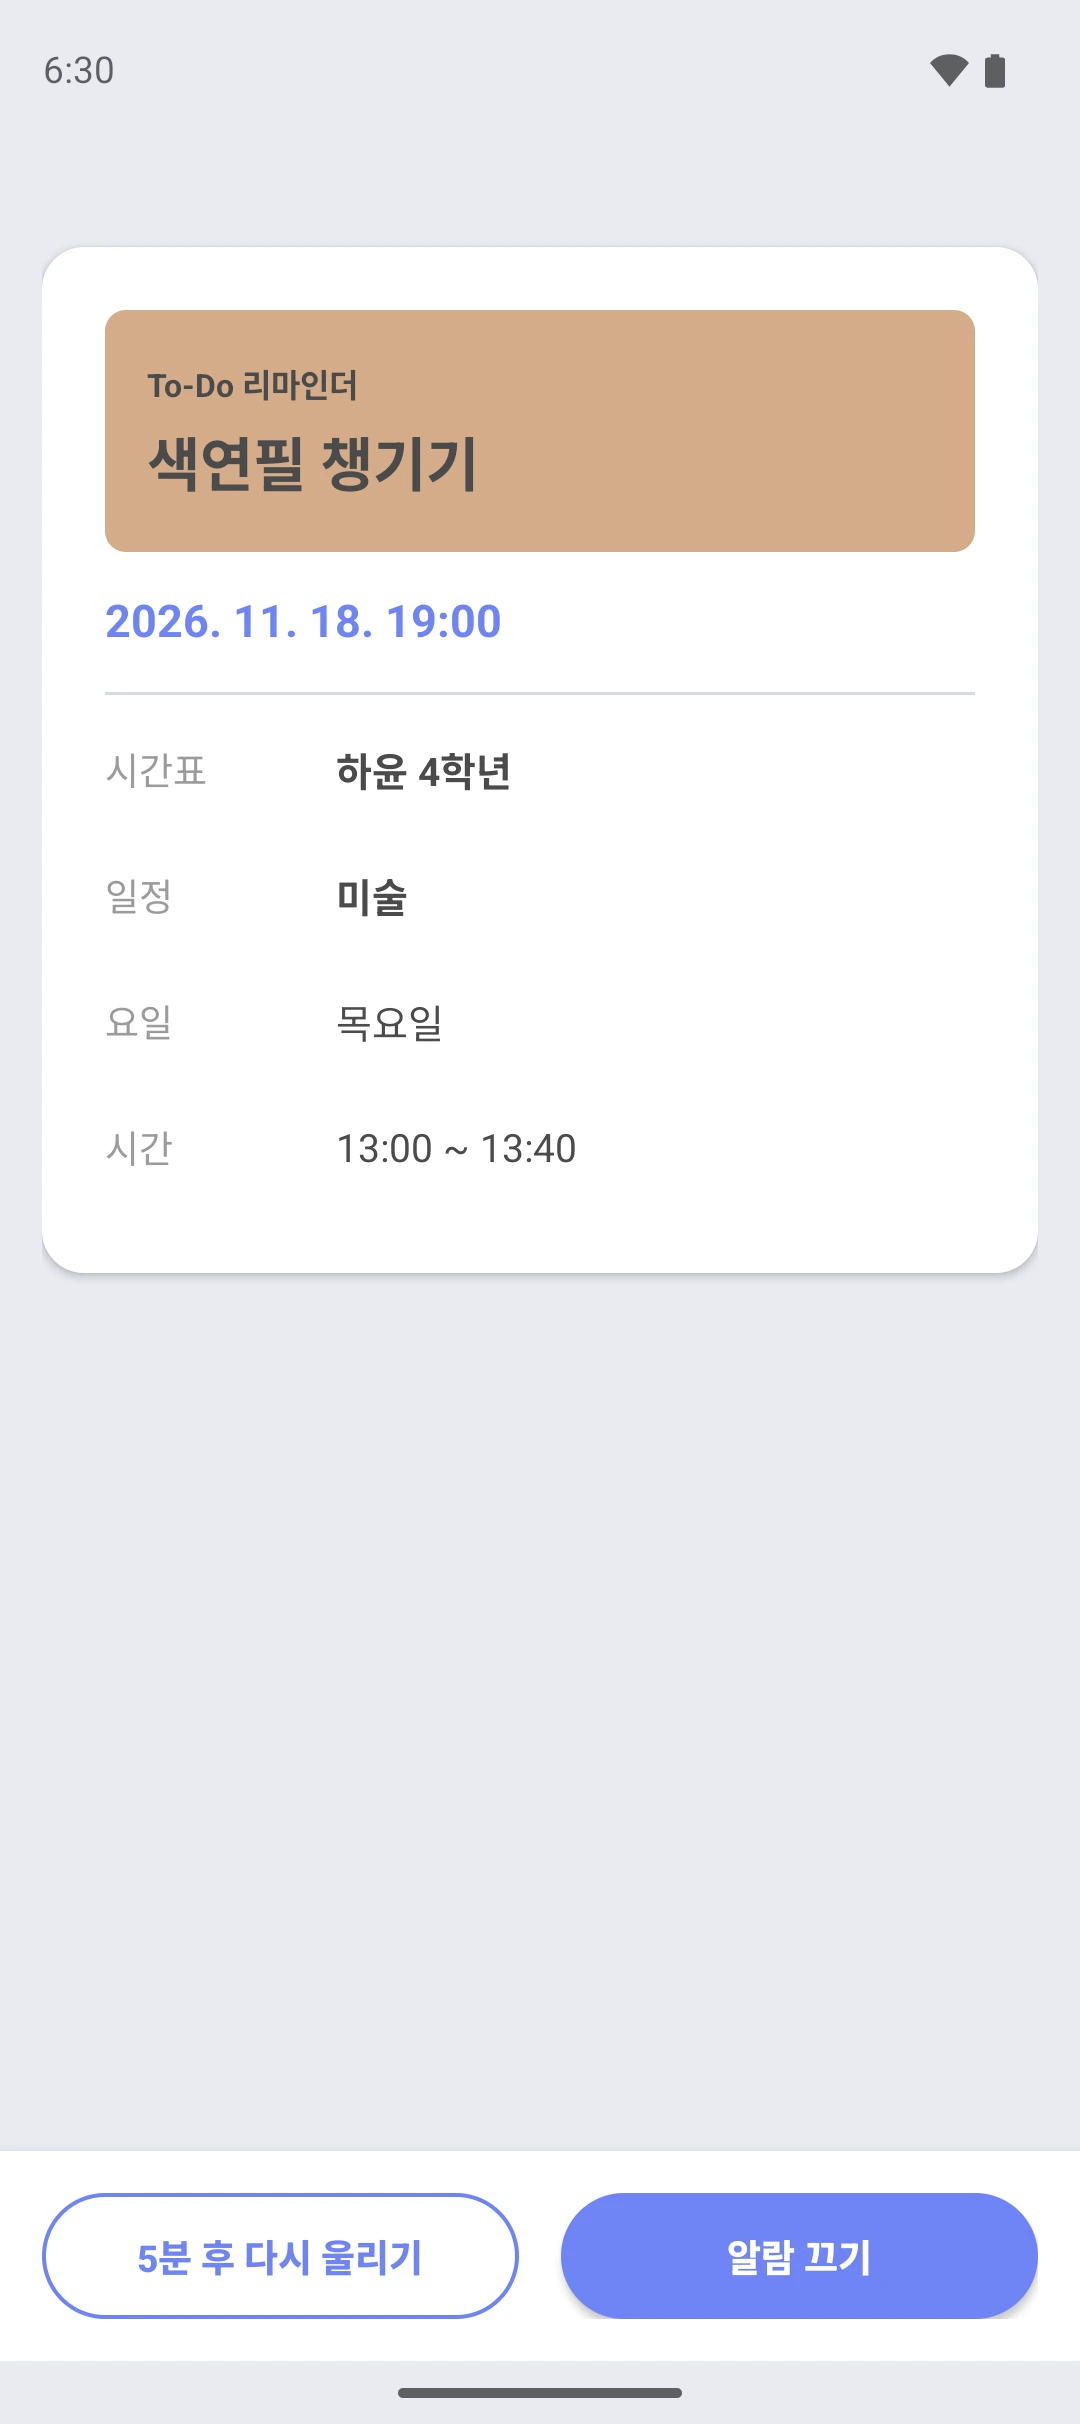 6:30
To-Do 리마인더
색연필 챙기기
2026. 11. 18. 19:00
시간표 하윤 4학년
일정 미술
요일 목요일
시간 13:00 ~ 13:40
5분 후 다시 울리기 알람 끄기